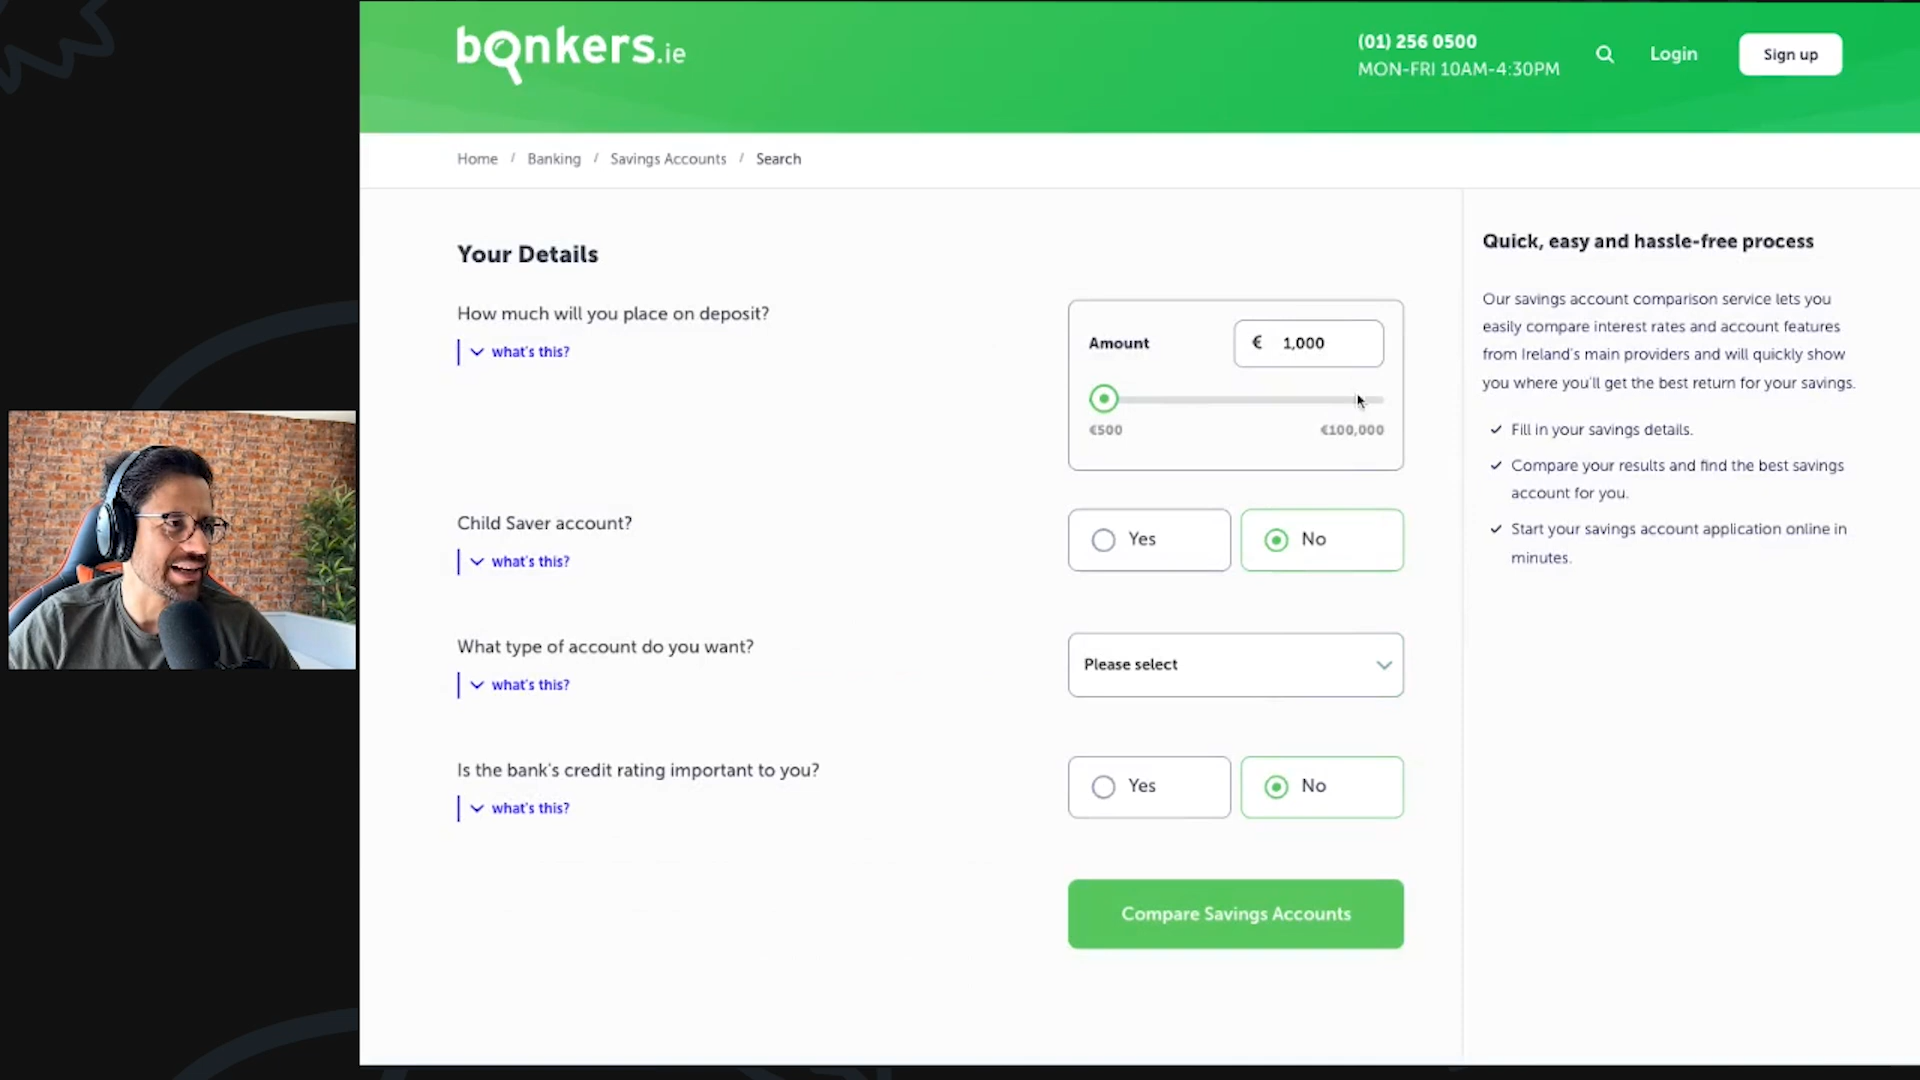 bonkers.ie
(01) 256 0500
MON-FRI 10AM-4:30PM
Login
Sign up
Home / Banking / Savings Accounts / Search
Your Details
How much will you place on deposit?
what's this?
Amount
€ 1,000
€500
€100,000
Child Saver account?
what's this?
Yes
No
What type of account do you want?
what's this?
Please select
Is the bank's credit rating important to you?
what's this?
Yes
No
Compare Savings Accounts
Quick, easy and hassle-free process
Our savings account comparison service lets you
easily compare interest rates and account features
from Ireland's main providers and will quickly show
you where you'll get the best return for your savings.
Fill in your savings details.
Compare your results and find the best savings
account for you.
Start your savings account application online in
minutes.